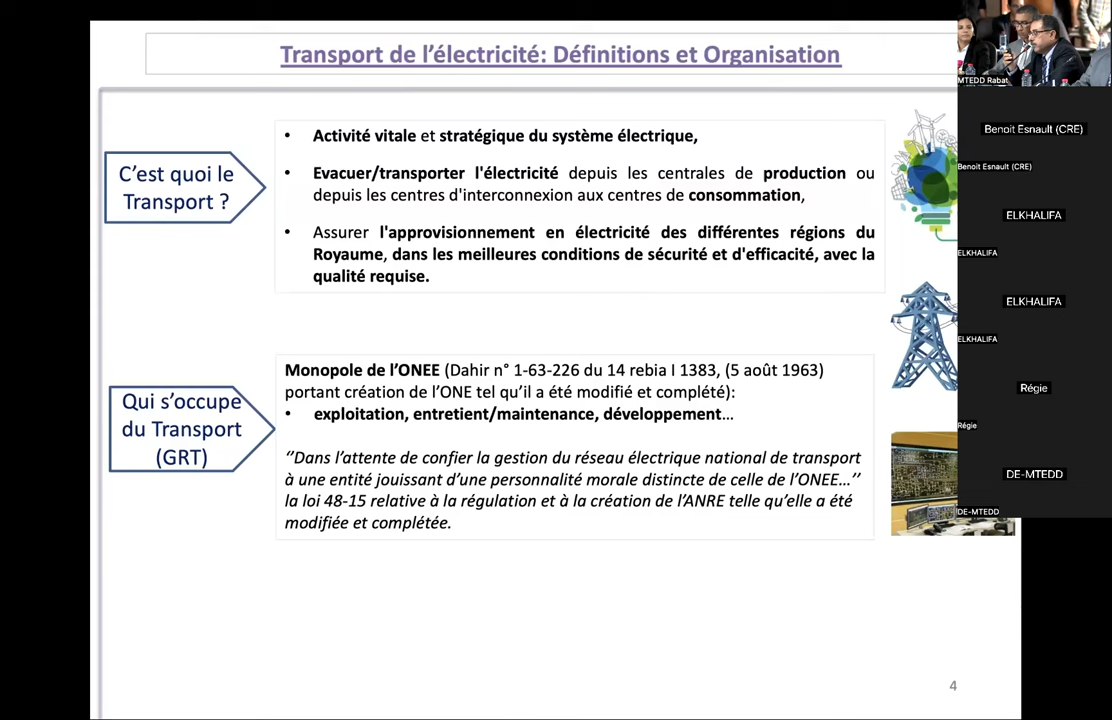 Transport de l’électricité: Définitions et Organisation
C’est quoi le
Transport ?
• Activité vitale et stratégique du système électrique,
• Evacuer/transporter l'électricité depuis les centrales de production ou
depuis les centres d'interconnexion aux centres de consommation,
• Assurer l'approvisionnement en électricité des différentes régions du
Royaume, dans les meilleures conditions de sécurité et d'efficacité, avec la
qualité requise.
Qui s’occupe
du Transport
(GRT)
Monopole de l’ONEE (Dahir n° 1-63-226 du 14 rebia I 1383, (5 août 1963)
portant création de l’ONE tel qu’il a été modifié et complété):
• exploitation, entretient/maintenance, développement…
‘’Dans l’attente de confier la gestion du réseau électrique national de transport
à une entité jouissant d’une personnalité morale distincte de celle de l’ONEE…’’
la loi 48-15 relative à la régulation et à la création de l’ANRE telle qu’elle a été
modifiée et complétée.
4
MTEDD Rabat
Benoit Esnault (CRE)
Benoit Esnault (CRE)
ELKHALIFA
ELKHALIFA
ELKHALIFA
ELKHALIFA
Régie
Régie
DE-MTEDD
DE-MTEDD